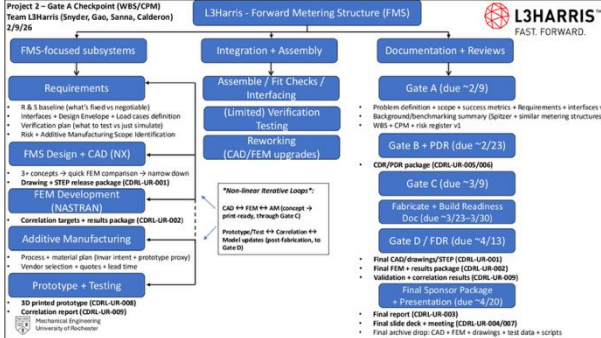 Project 2 – Gate A Checkpoint (WBS/CPM)
Team L3Harris (Snyder, Gao, Sanna, Calderon)
2/9/26
L3Harris - Forward Metering Structure (FMS)
L3HARRIS™
FAST. FORWARD.
FMS-focused subsystems
Requirements
• R & S baseline (what's fixed vs negotiable)
• Interfaces + Design Envelope + Load cases definition
• Verification plan (what to test vs just simulate)
• Risk + Additive Manufacturing Scope Identification
FMS Design + CAD (NX)
• 3+ concepts → quick FEM comparison → narrow down
• Drawing + STEP release package (CDRL-UR-001)
FEM Development
(NASTRAN)
• Correlation targets + results package (CDRL-UR-002)
Additive Manufacturing
• Process + material plan (invar intent + prototype proxy)
• Vendor selection + quotes + lead time
Prototype + Testing
• 3D printed prototype (CDRL-UR-008)
• Correlation report (CDRL-UR-009)
Mechanical Engineering
University of Rochester
Integration + Assembly
Assemble / Fit Checks /
Interfacing
(Limited) Verification
Testing
Reworking
(CAD/FEM upgrades)
*Non-linear Iterative Loops*:
CAD ↔ FEM ↔ AM (concept →
print-ready, through Gate C)
Prototype/Test ↔ Correlation ↔
Model updates (post-fabrication, to
Gate D)
Documentation + Reviews
Gate A (due ~2/9)
• Problem definition + scope + success metrics + Requirements + interfaces
• Background/benchmarking summary (Spitzer + similar metering structures
• WBS + CPM + risk register v1
Gate B + PDR (due ~2/23)
• CDR/PDR package (CDRL-UR-005/006)
Gate C (due ~3/9)
Fabricate + Build Readiness
Doc (due ~3/23–3/30)
Gate D / FDR (due ~4/13)
• Final CAD/drawings/STEP (CDRL-UR-001)
• Final FEM + results package (CDRL-UR-002)
• Validation + correlation results (CDRL-UR-009)
Final Sponsor Package
+ Presentation (due ~4/20)
• Final report (CDRL-UR-003)
• Final slide deck + meeting (CDRL-UR-004/007)
• Final archive drop: CAD + FEM + drawings + test data + scripts